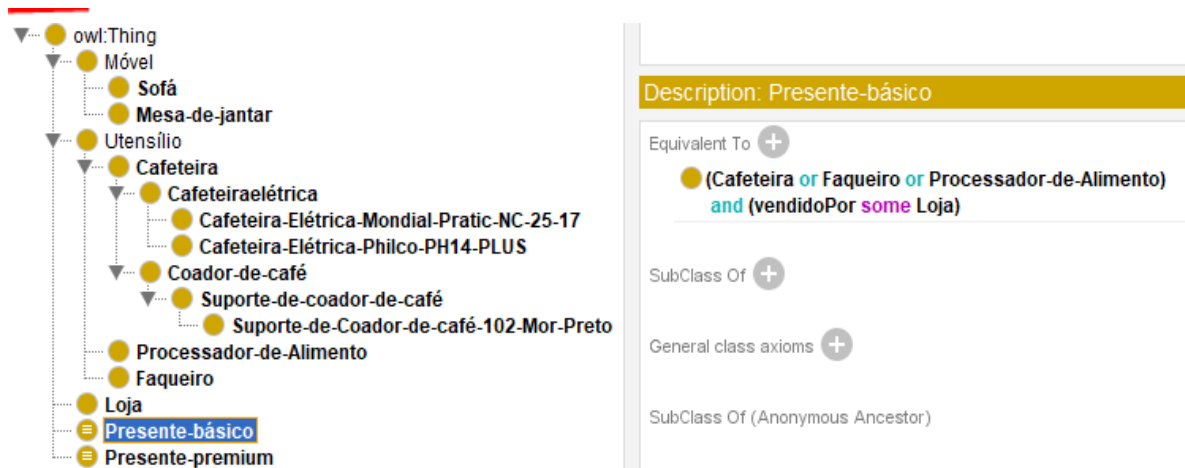 owl:Thing
Móvel
Sofá
Mesa-de-jantar
Utensílio
Cafeteira
Cafeteiraelétrica
Cafeteira-Elétrica-Mondial-Pratic-NC-25-17
Cafeteira-Elétrica-Philco-PH14-PLUS
Coador-de-café
Suporte-de-coador-de-café
Suporte-de-Coador-de-café-102-Mor-Preto
Processador-de-Alimento
Faqueiro
Loja
Presente-básico
Presente-premium
Description: Presente-básico
Equivalent To
(Cafeteira or Faqueiro or Processador-de-Alimento)
and (vendidoPor some Loja)
SubClass Of
General class axioms
SubClass Of (Anonymous Ancestor)